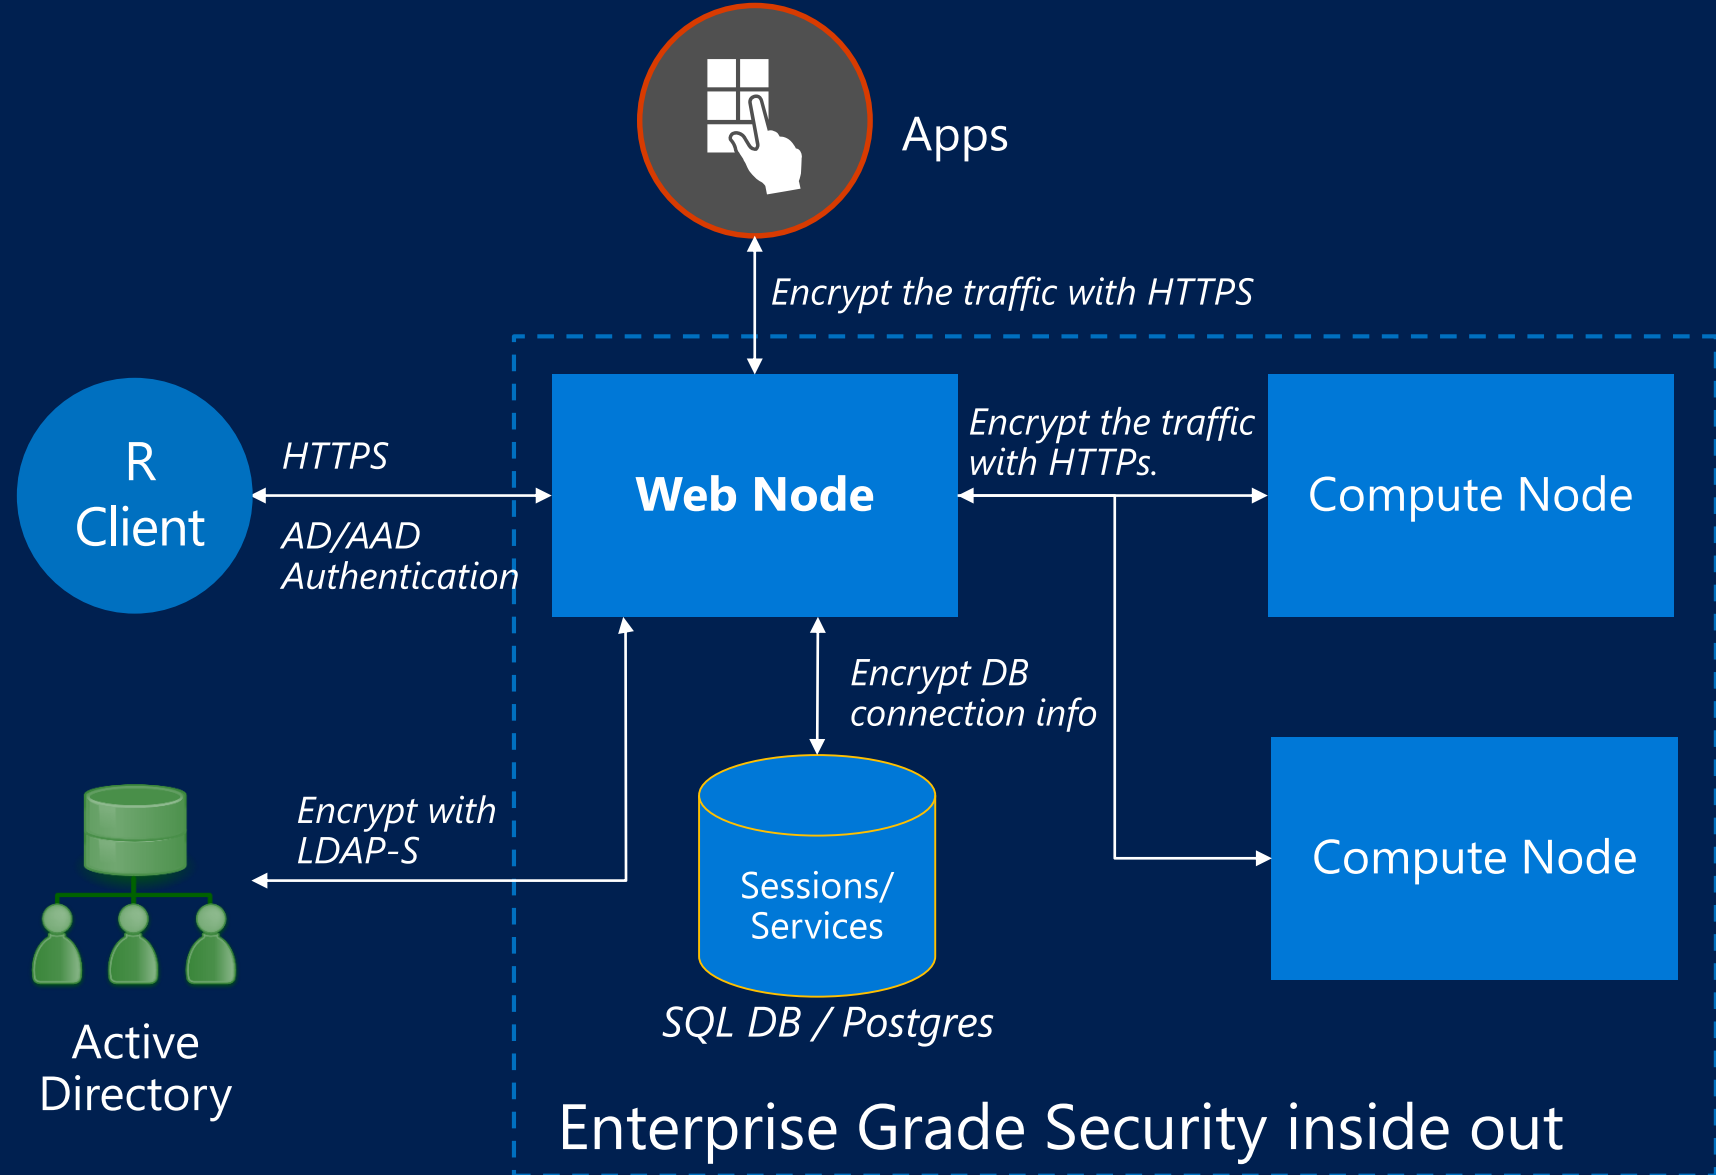 Apps
Encrypt the traffic with HTTPS
R
Client
HTTPS
AD/AAD
Authentication
Web Node
Encrypt the traffic
with HTTPs.
Compute Node
Encrypt DB
connection info
Encrypt with
LDAP-S
Sessions/
Services
Compute Node
SQL DB / Postgres
Active
Directory
Enterprise Grade Security inside out